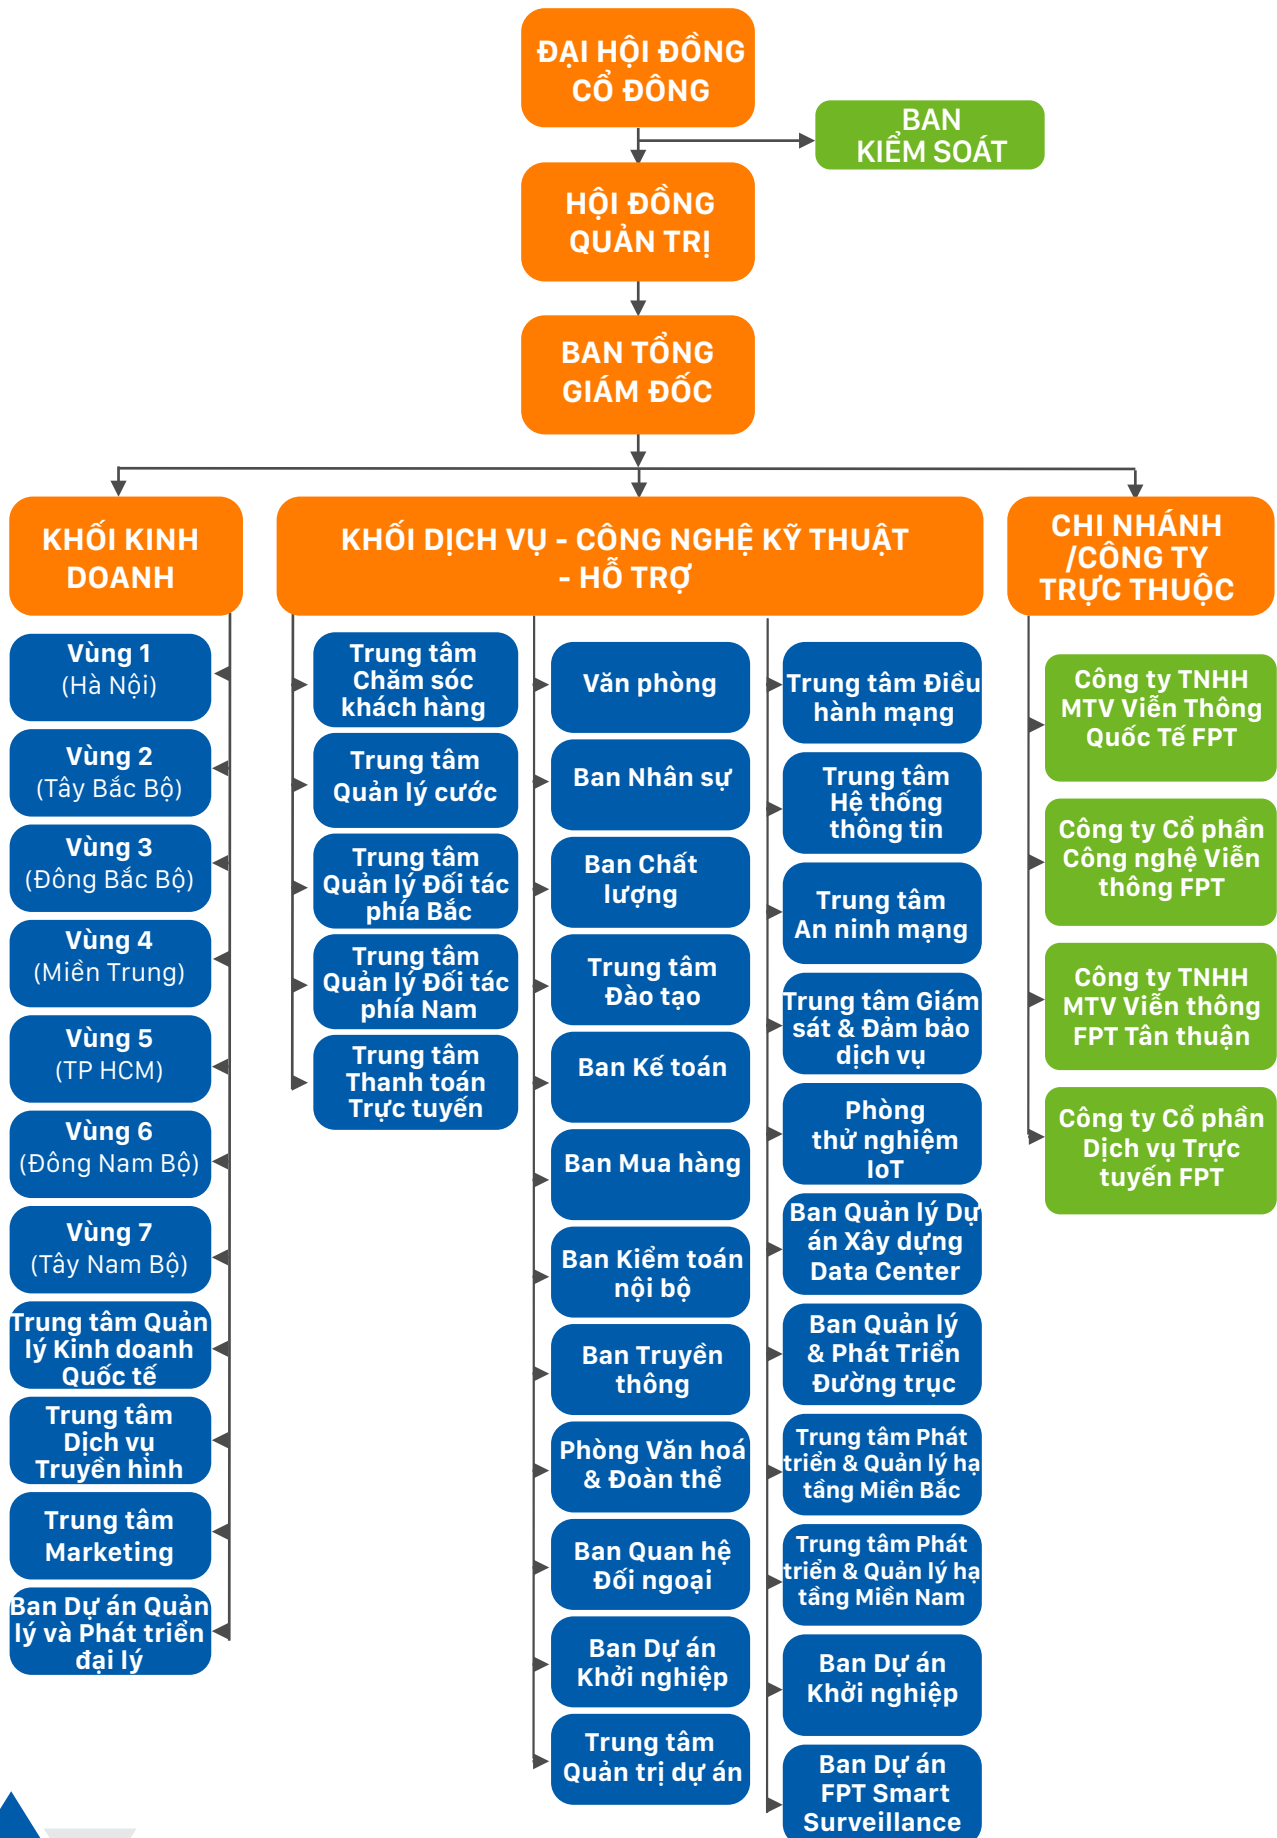 ĐẠI HỘI ĐỒNG
CỔ ĐÔNG
BAN
KIỂM SOÁT
HỘI ĐỒNG
QUẢN TRỊ
BAN TỔNG
GIÁM ĐỐC
KHỐI KINH
DOANH
Vùng 1
(Hà Nội)
Vùng 2
(Tây Bắc Bộ)
Vùng 3
(Đông Bắc Bộ)
Vùng 4
(Miền Trung)
Vùng 5
(TP HCM)
Vùng 6
(Đông Nam Bộ)
Vùng 7
(Tây Nam Bộ)
Trung tâm Quản
lý Kinh doanh
Quốc tế
Trung tâm
Dịch vụ
Truyền hình
Trung tâm
Marketing
Ban Dự án Quản
lý và Phát triển
đại lý
KHỐI DỊCH VỤ - CÔNG NGHỆ KỸ THUẬT
- HỖ TRỢ
Trung tâm
Chăm sóc
khách hàng
Trung tâm
Quản lý cước
Trung tâm
Quản lý Đối tác
phía Bắc
Trung tâm
Quản lý Đối tác
phía Nam
Trung tâm
Thanh toán
Trực tuyến
Văn phòng
Ban Nhân sự
Ban Chất
lượng
Trung tâm
Đào tạo
Ban Kế toán
Ban Mua hàng
Ban Kiểm toán
nội bộ
Ban Truyền
thông
Phòng Văn hoá
& Đoàn thể
Ban Quan hệ
Đối ngoại
Ban Dự án
Khởi nghiệp
Trung tâm
Quản trị dự án
Trung tâm Điều
hành mạng
Trung tâm
Hệ thống
thông tin
Trung tâm
An ninh mạng
Trung tâm Giám
sát & Đảm bảo
dịch vụ
Phòng
thử nghiệm
IoT
Ban Quản lý Dự
án Xây dựng
Data Center
Ban Quản lý
& Phát Triển
Đường trục
Trung tâm Phát
triển & Quản lý hạ
tầng Miền Bắc
Trung tâm Phát
triển & Quản lý hạ
tầng Miền Nam
Ban Dự án
Khởi nghiệp
Ban Dự án
FPT Smart
Surveillance
CHI NHÁNH
/CÔNG TY
TRỰC THUỘC
Công ty TNHH
MTV Viễn Thông
Quốc Tế FPT
Công ty Cổ phần
Công nghệ Viễn
thông FPT
Công ty TNHH
MTV Viễn thông
FPT Tân thuận
Công ty Cổ phần
Dịch vụ Trực
tuyến FPT